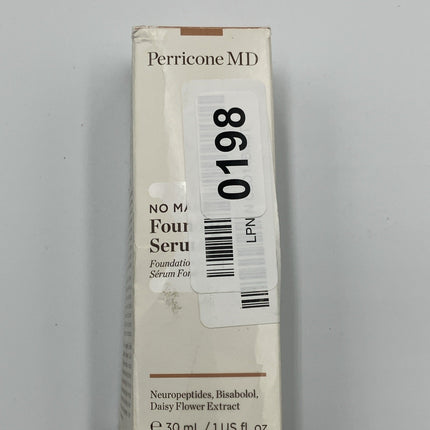 Perricone MD
0198
LPN
NO MA
Foun
Seru
Foundatio
Sérum Fon
Neuropeptides, Bisabolol,
Daisy Flower Extract
℮ 30 mL / 1 US fl. oz